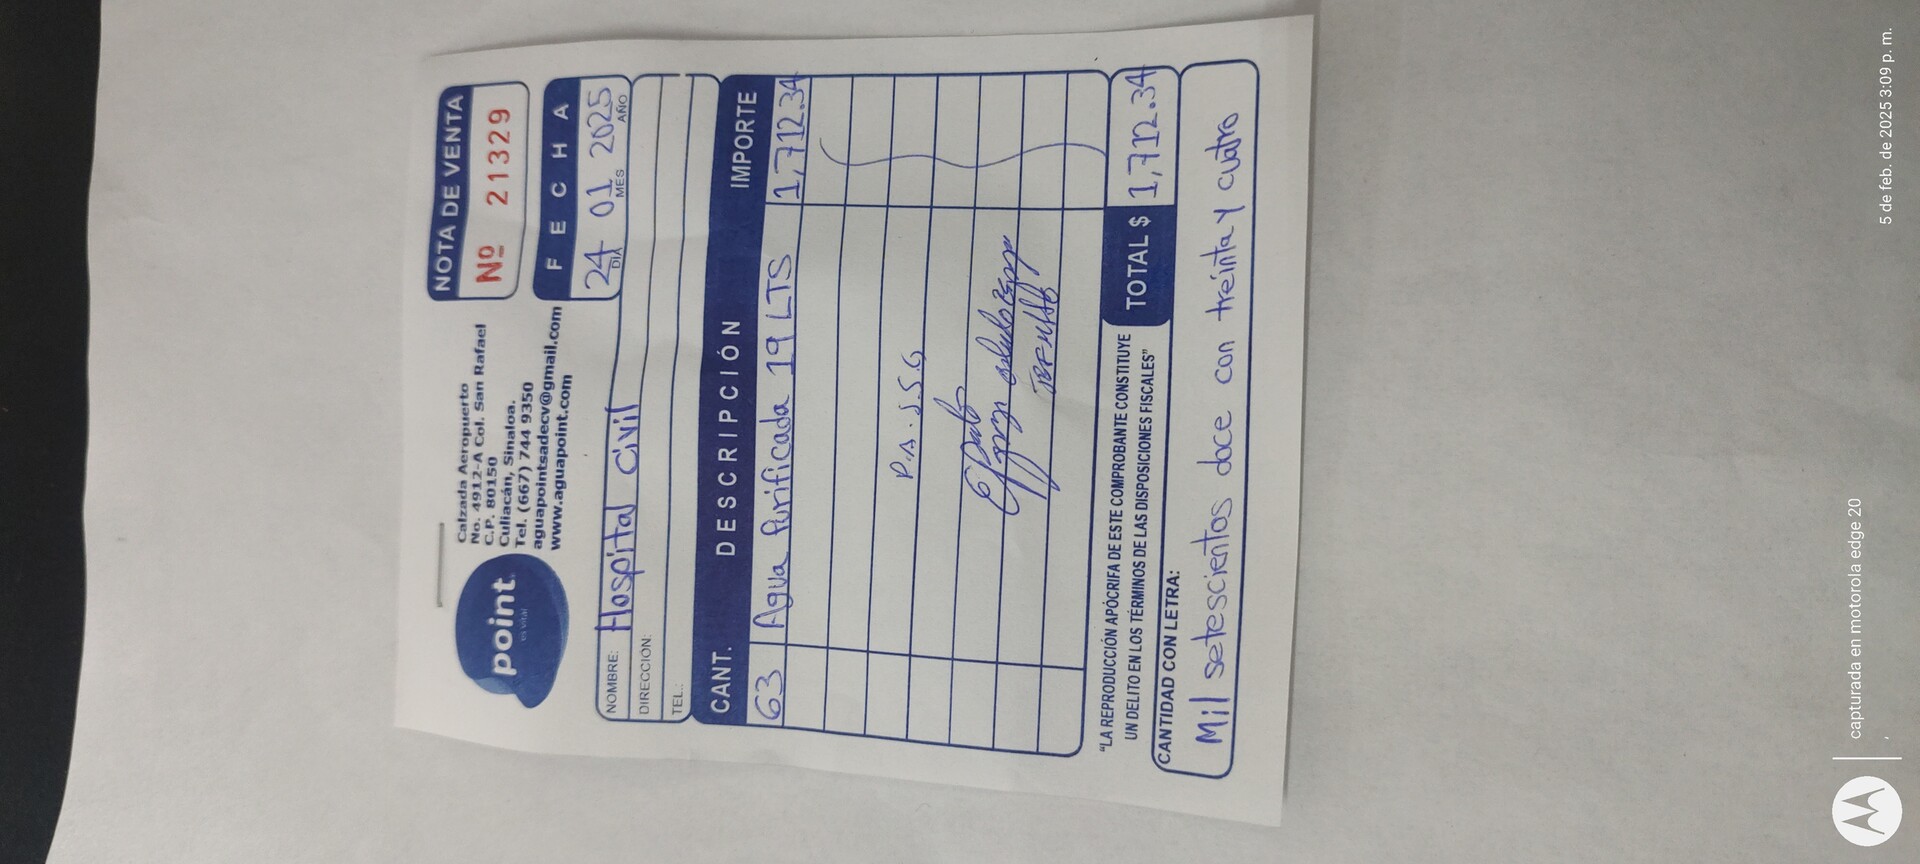 point
es vital
Calzada Aeropuerto
No. 4912-A Col. San Rafael
C.P. 80150
Culiacán, Sinaloa.
Tel. (667) 744 9350
aguapointsadecv@gmail.com
www.aguapoint.com
NOTA DE VENTA
Nº 21329
FECHA
24 01 2025
DIA MES AÑO
NOMBRE: Hospital Civil
DIRECCIÓN:
TEL.:
CANT. DESCRIPCIÓN IMPORTE
63 Agua Purificada 19 LTS 1,712.34
P.A. S.S.G
"LA REPRODUCCIÓN APÓCRIFA DE ESTE COMPROBANTE CONSTITUYE
UN DELITO EN LOS TÉRMINOS DE LAS DISPOSICIONES FISCALES"
TOTAL $ 1,712.34
CANTIDAD CON LETRA:
Mil setescientos doce con treinta y cuatro
capturada en motorola edge 20
5 de feb. de 2025 3:09 p. m.